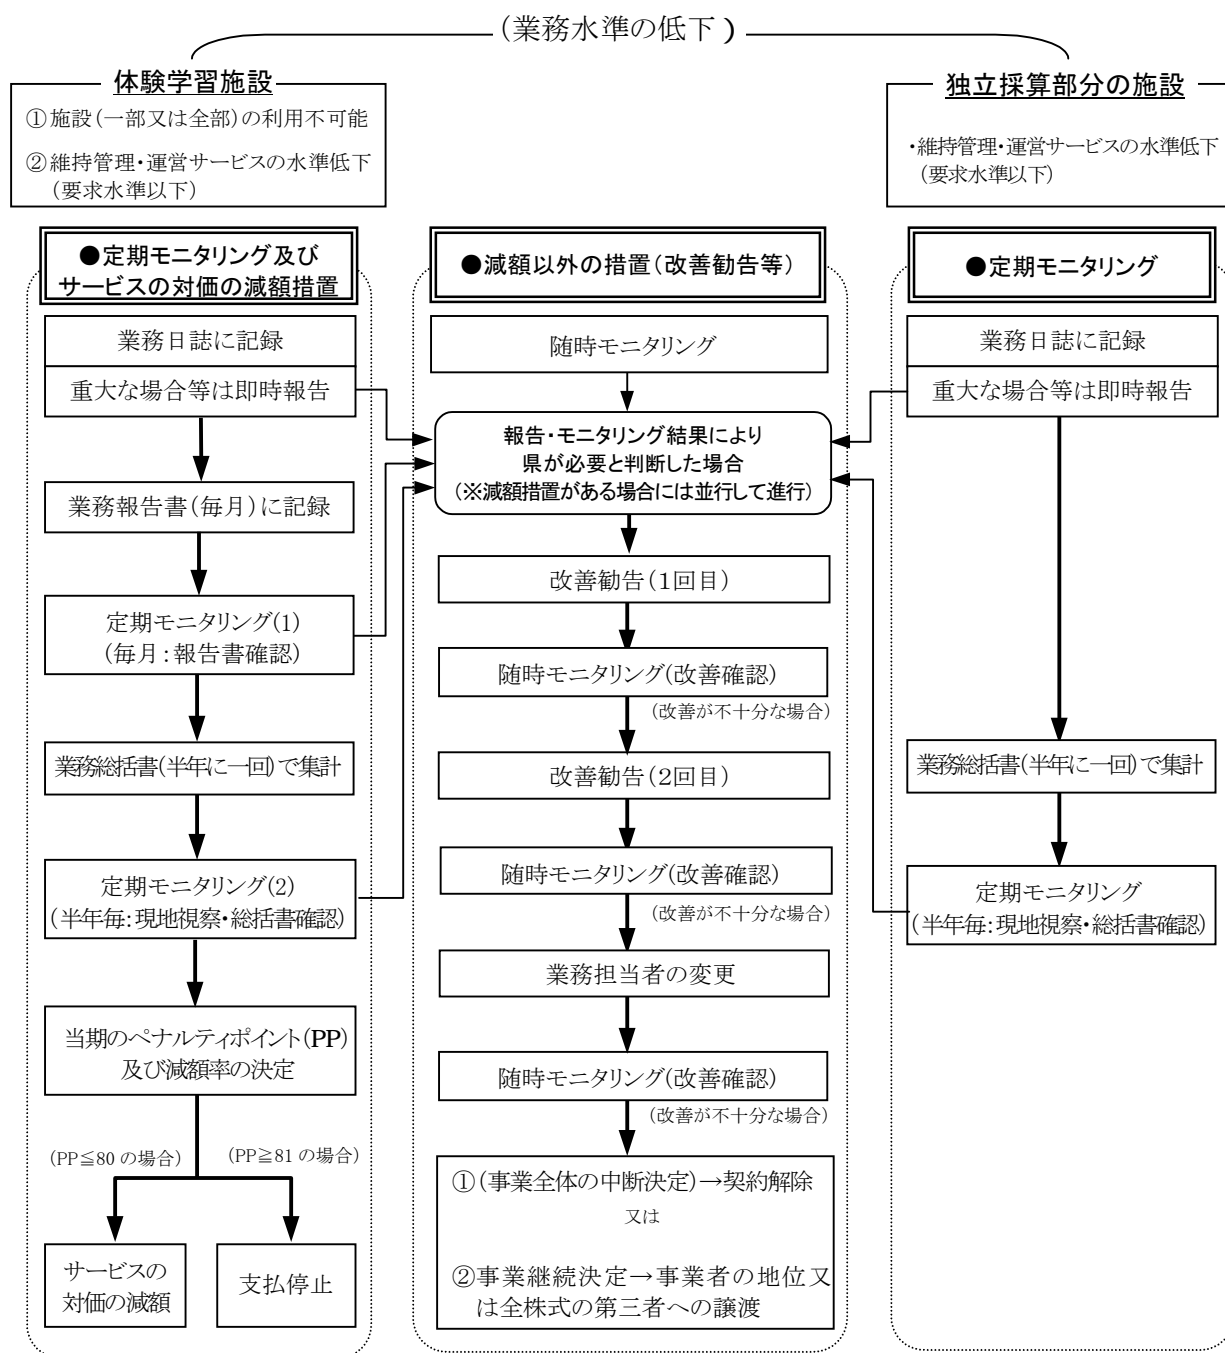 (業務水準の低下)
体験学習施設
①施設(一部又は全部)の利用不可能
②維持管理・運営サービスの水準低下
(要求水準以下)
独立採算部分の施設
・維持管理・運営サービスの水準低下
(要求水準以下)
●定期モニタリング及び
サービスの対価の減額措置
業務日誌に記録
重大な場合等は即時報告
業務報告書(毎月)に記録
定期モニタリング(1)
(毎月:報告書確認)
業務総括書(半年に一回)で集計
定期モニタリング(2)
(半年毎:現地視察・総括書確認)
当期のペナルティポイント(PP)
及び減額率の決定
(PP≦80の場合)
(PP≧81の場合)
サービスの
対価の減額
支払停止
●減額以外の措置(改善勧告等)
随時モニタリング
報告・モニタリング結果により
県が必要と判断した場合
(※減額措置がある場合には並行して進行)
改善勧告(1回目)
随時モニタリング(改善確認)
(改善が不十分な場合)
改善勧告(2回目)
随時モニタリング(改善確認)
(改善が不十分な場合)
業務担当者の変更
随時モニタリング(改善確認)
(改善が不十分な場合)
①(事業全体の中断決定)→契約解除
又は
②事業継続決定→事業者の地位又
は全株式の第三者への譲渡
●定期モニタリング
業務日誌に記録
重大な場合等は即時報告
業務総括書(半年に一回)で集計
定期モニタリング
(半年毎:現地視察・総括書確認)